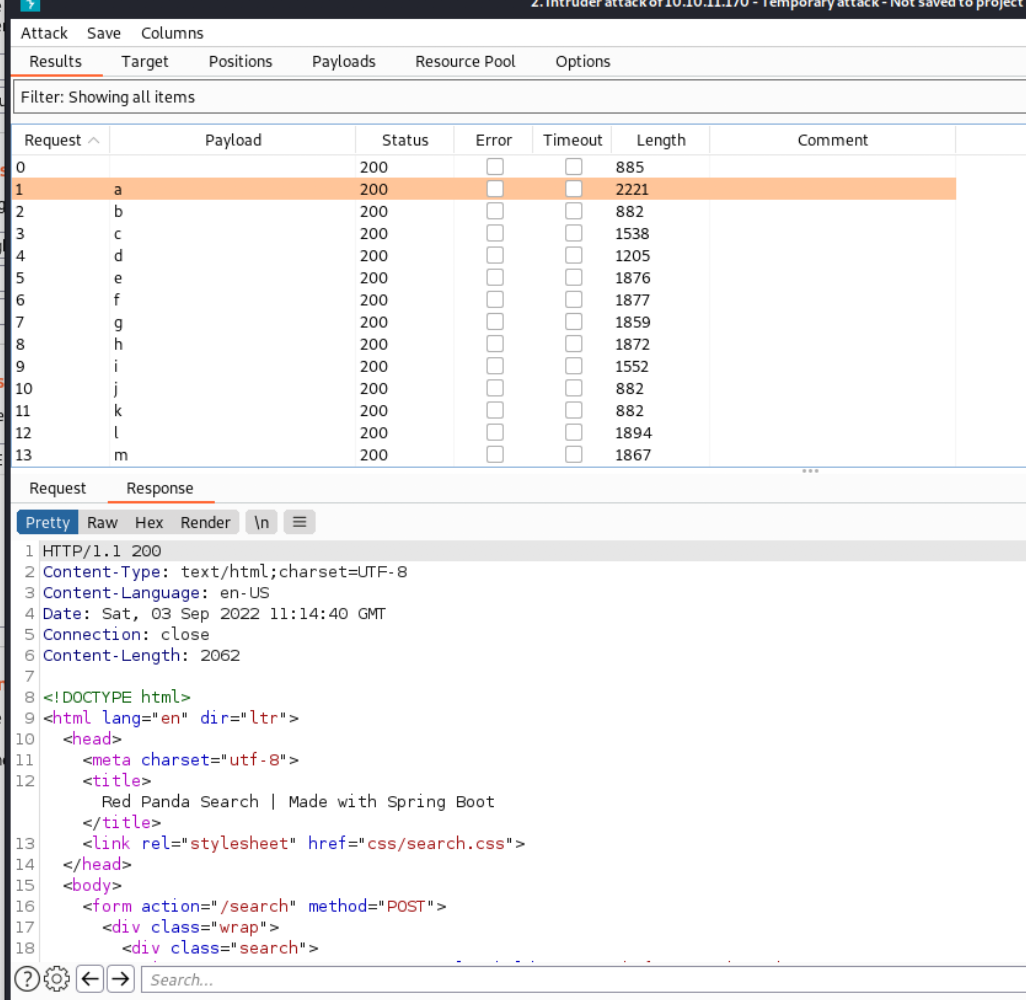 2. Intruder attack of 10.10.11.170 - Temporary attack - Not saved to project
Attack Save Columns
Results Target Positions Payloads Resource Pool Options
Filter: Showing all items
Request Payload Status Error Timeout Length Comment
0 200 885
1 a 200 2221
2 b 200 882
3 c 200 1538
4 d 200 1205
5 e 200 1876
6 f 200 1877
7 g 200 1859
8 h 200 1872
9 i 200 1552
10 j 200 882
11 k 200 882
12 l 200 1894
13 m 200 1867
Request Response
Pretty Raw Hex Render \n
1 HTTP/1.1 200
2 Content-Type: text/html;charset=UTF-8
3 Content-Language: en-US
4 Date: Sat, 03 Sep 2022 11:14:40 GMT
5 Connection: close
6 Content-Length: 2062
7
8 <!DOCTYPE html>
9 <html lang="en" dir="ltr">
10 <head>
11 <meta charset="utf-8">
12 <title>
Red Panda Search | Made with Spring Boot
</title>
13 <link rel="stylesheet" href="css/search.css">
14 </head>
15 <body>
16 <form action="/search" method="POST">
17 <div class="wrap">
18 <div class="search">
Search...